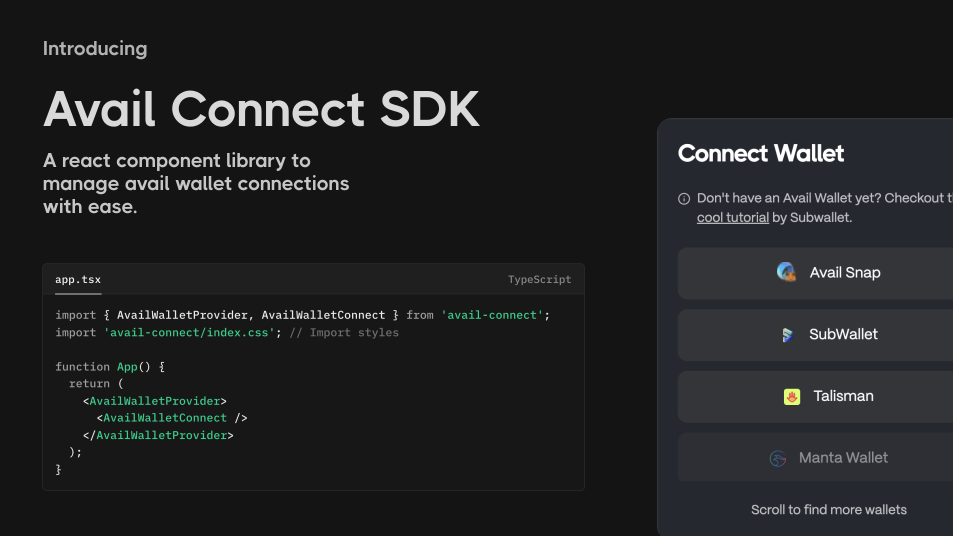 Introducing
Avail Connect SDK
A react component library to
manage avail wallet connections
with ease.
app.tsx TypeScript
import { AvailWalletProvider, AvailWalletConnect } from 'avail-connect';
import 'avail-connect/index.css'; // Import styles
function App() {
return (
<AvailWalletProvider>
<AvailWalletConnect />
</AvailWalletProvider>
);
}
Connect Wallet
Don't have an Avail Wallet yet? Checkout
cool tutorial by Subwallet.
Avail Snap
SubWallet
Talisman
Manta Wallet
Scroll to find more wallets